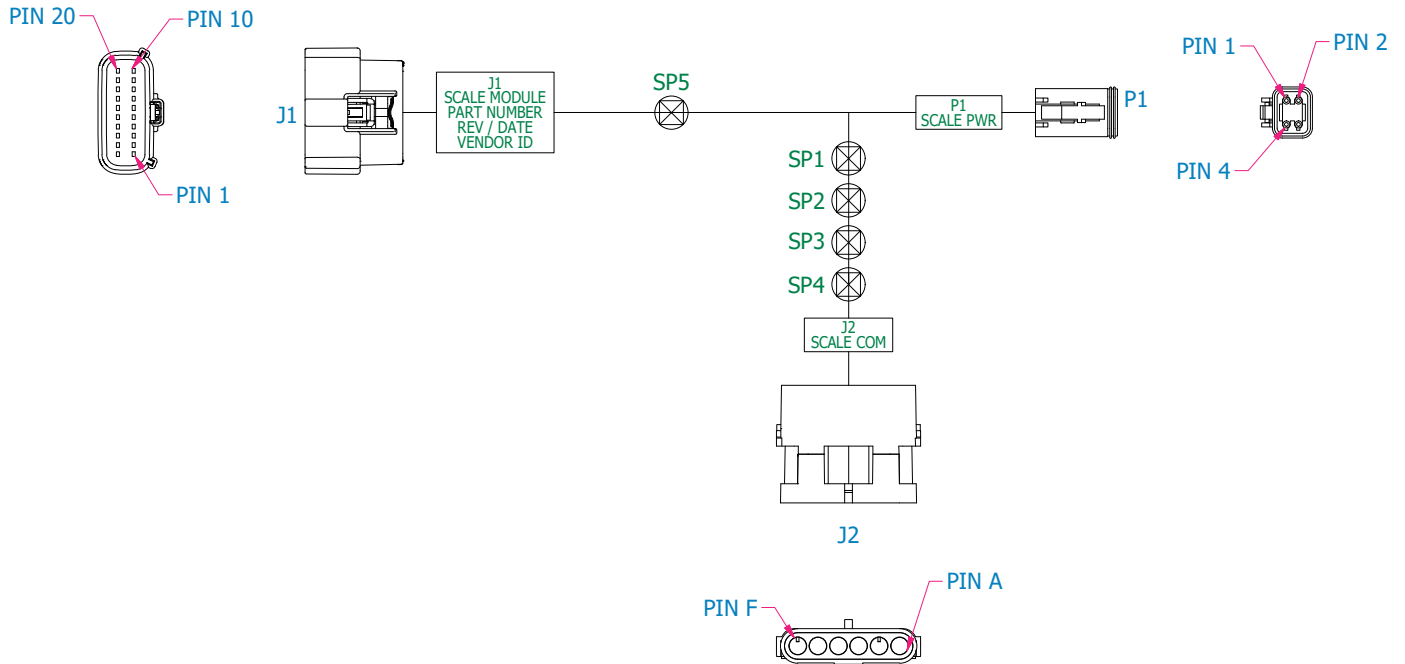 PIN 20
PIN 10
J1
PIN 1
J1
SCALE MODULE
PART NUMBER
REV / DATE
VENDOR ID
SP5
P1
SCALE PWR
P1
PIN 1
PIN 2
PIN 4
SP1
SP2
SP3
SP4
J2
SCALE COM
J2
PIN F
PIN A